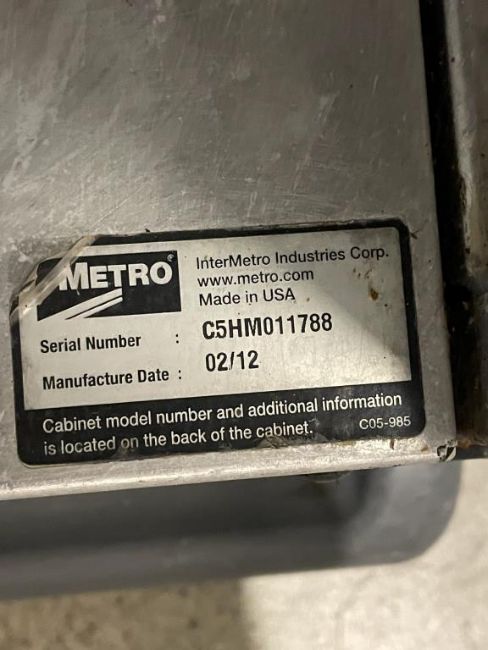 METRO
InterMetro Industries Corp.
www.metro.com
Made in USA
Serial Number : C5HM011788
Manufacture Date : 02/12
Cabinet model number and additional information
is located on the back of the cabinet.
C05-985